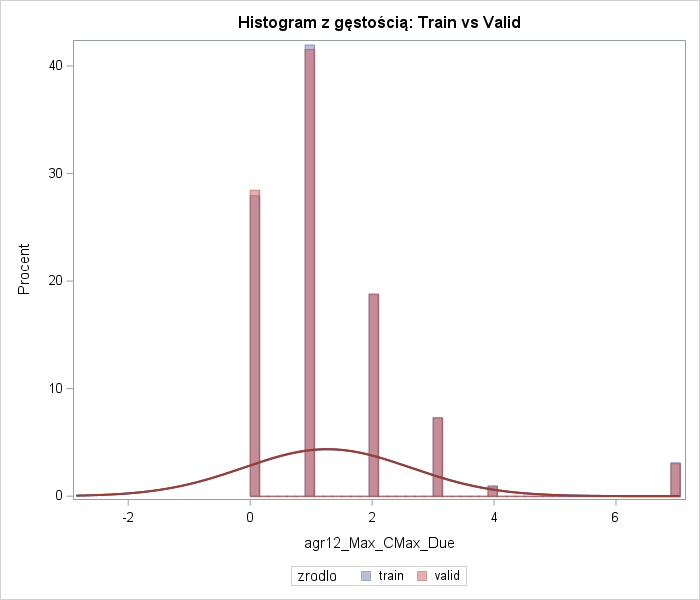 Histogram z gęstością: Train vs Valid
40
30
20
10
0
Procent
-2 0 2 4 6
agr12_Max_CMax_Due
zrodlo train valid